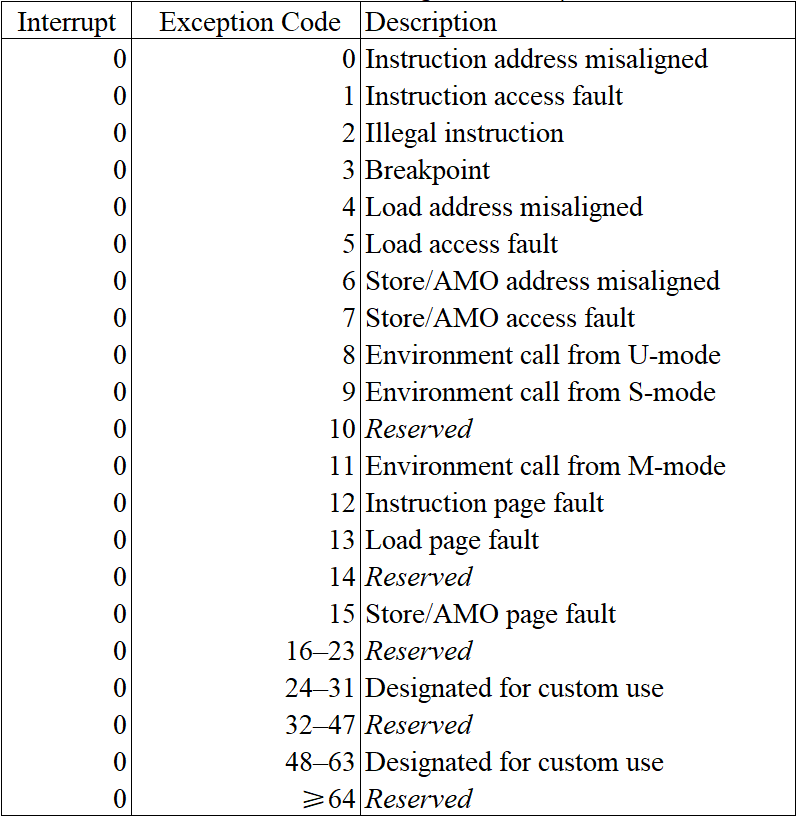 Interrupt Exception Code Description
0 0 Instruction address misaligned
0 1 Instruction access fault
0 2 Illegal instruction
0 3 Breakpoint
0 4 Load address misaligned
0 5 Load access fault
0 6 Store/AMO address misaligned
0 7 Store/AMO access fault
0 8 Environment call from U-mode
0 9 Environment call from S-mode
0 10 Reserved
0 11 Environment call from M-mode
0 12 Instruction page fault
0 13 Load page fault
0 14 Reserved
0 15 Store/AMO page fault
0 16–23 Reserved
0 24–31 Designated for custom use
0 32–47 Reserved
0 48–63 Designated for custom use
0 ⩾64 Reserved